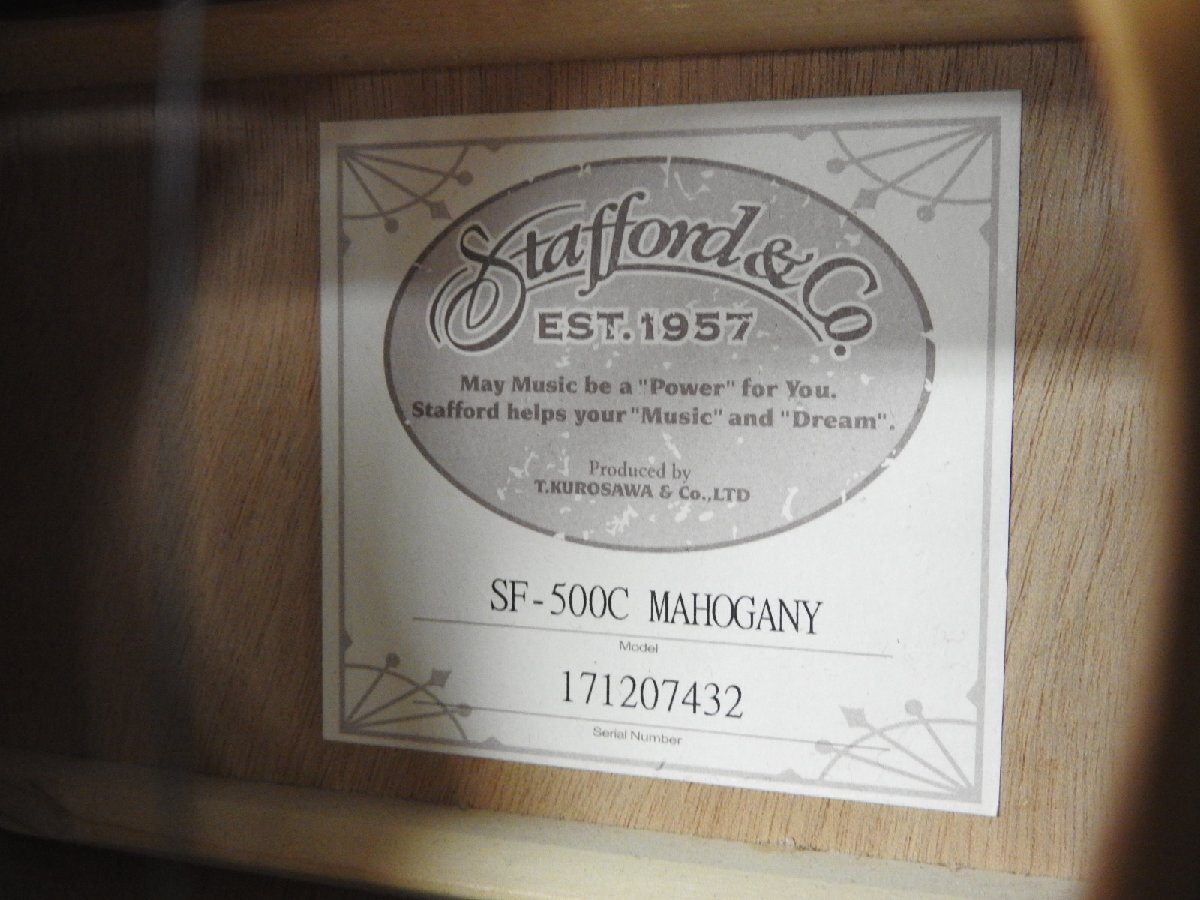 Stafford & Co.
EST. 1957
May Music be a "Power" for You.
Stafford helps your "Music" and "Dream".
Produced by
T.KUROSAWA & Co.,LTD
SF-500C MAHOGANY
Model
171207432
Serial Number